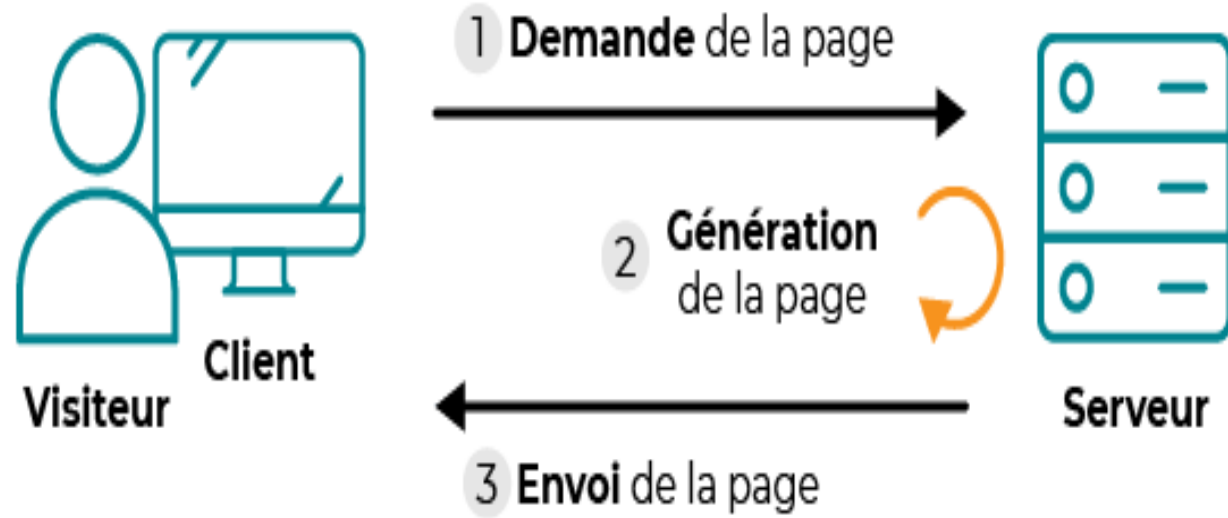 1 Demande de la page
2 Génération
de la page
Client
Visiteur
Serveur
3 Envoi de la page